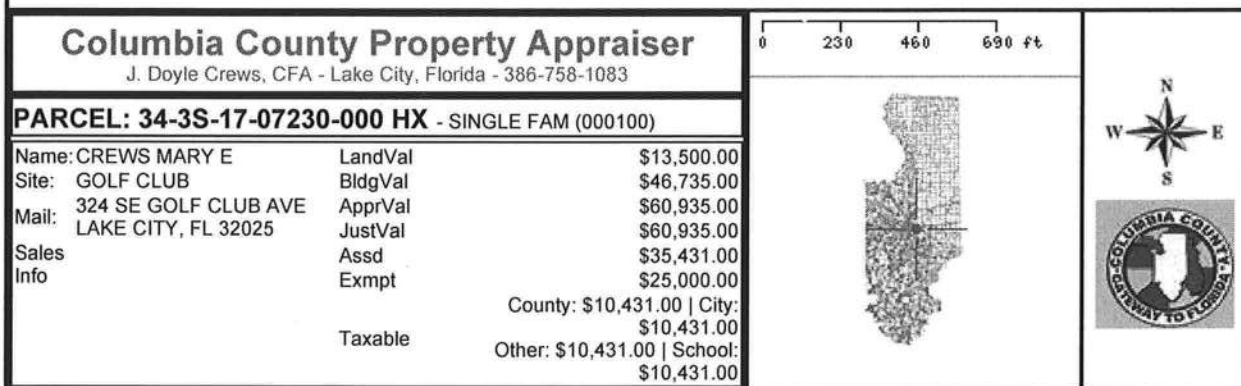 Columbia County Property Appraiser
J. Doyle Crews, CFA - Lake City, Florida - 386-758-1083
PARCEL: 34-3S-17-07230-000 HX - SINGLE FAM (000100)
Name: CREWS MARY E
Site: GOLF CLUB
Mail: 324 SE GOLF CLUB AVE
LAKE CITY, FL 32025
Sales
Info
LandVal $13,500.00
BldgVal $46,735.00
ApprVal $60,935.00
JustVal $60,935.00
Assd $35,431.00
Exmpt $25,000.00
Taxable
County: $10,431.00 | City:
$10,431.00
Other: $10,431.00 | School:
$10,431.00
0 230 460 690 ft
N
W E
S
COLUMBIA COUNTY
GATEWAY TO FLORIDA